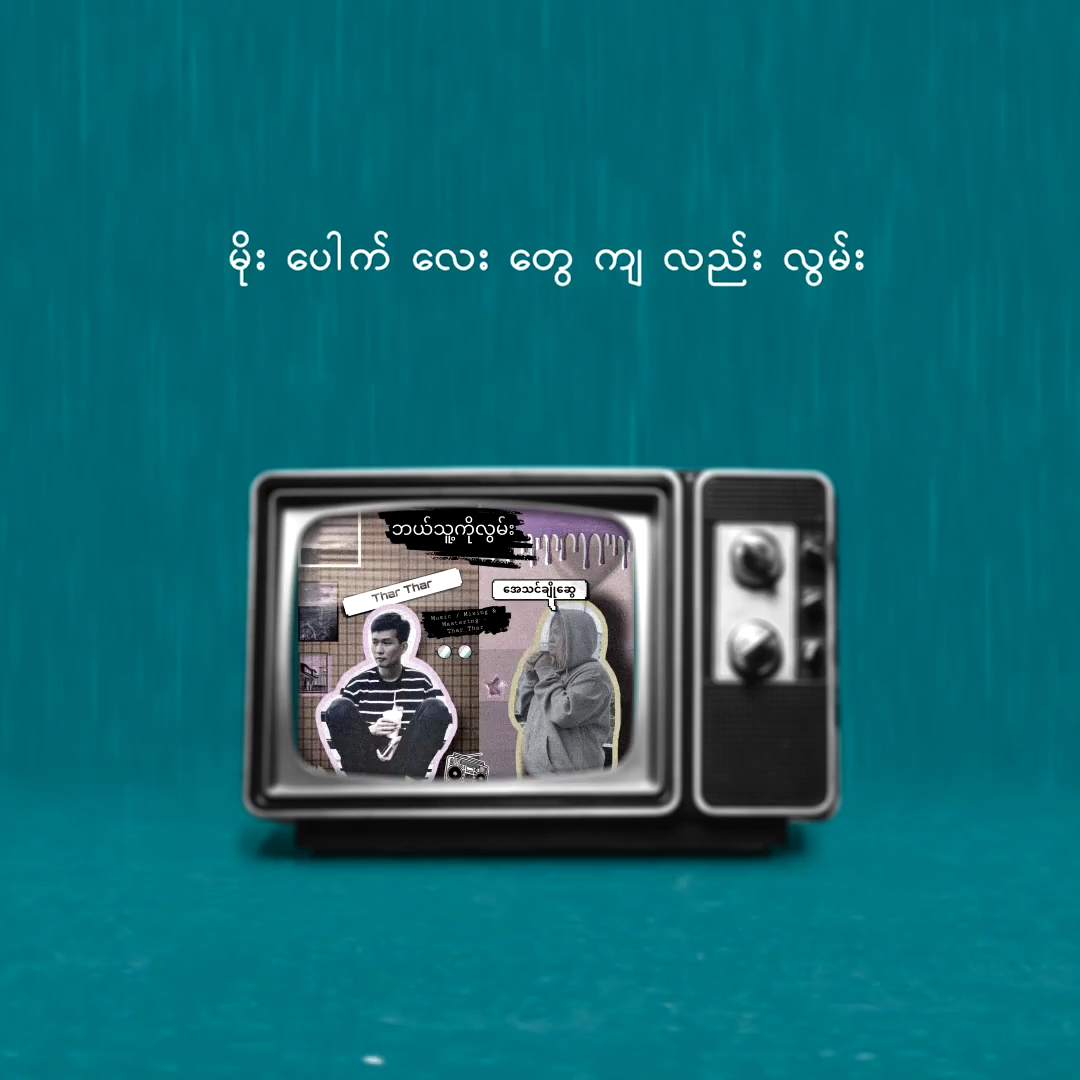 မိုး ပေါက် လေး တွေ ကျ လည်း လွမ်း
ဘယ်သူ့ကိုလွမ်း
Thar Thar
အေသင်ချိုဆွေ
Music / Mixing &
Mastering
Thar Thar